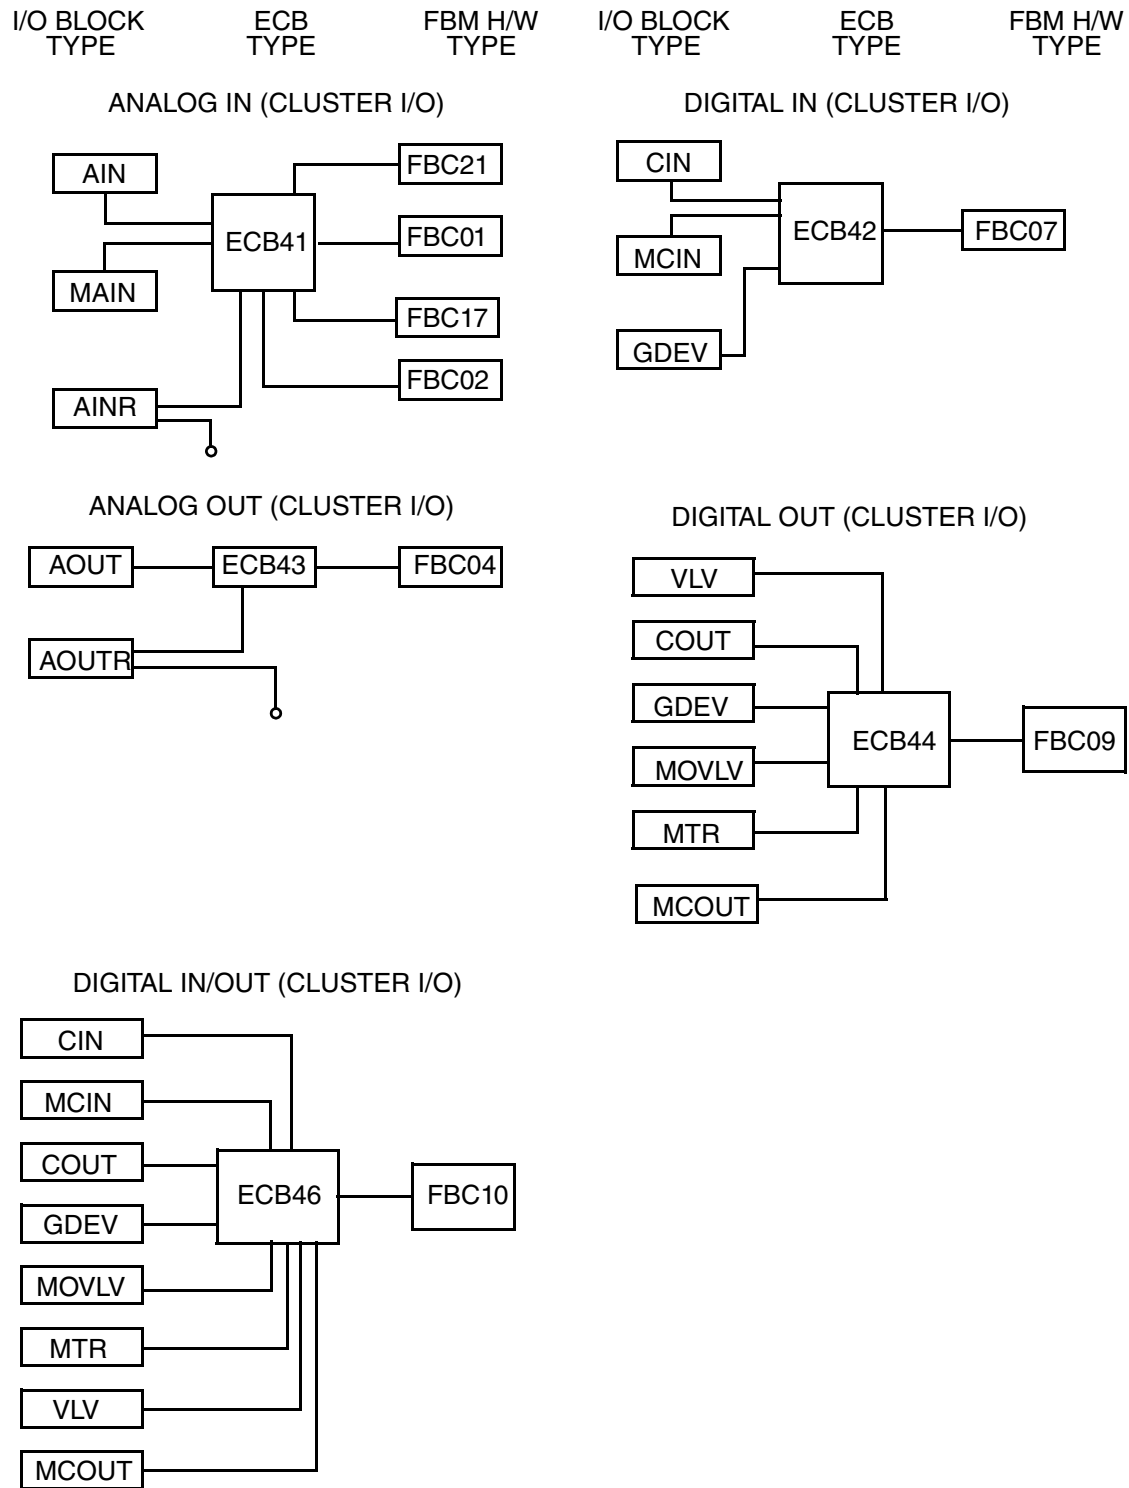 I/O BLOCK TYPE
ECB TYPE
FBM H/W TYPE
I/O BLOCK TYPE
ECB TYPE
FBM H/W TYPE
ANALOG IN (CLUSTER I/O)
AIN
MAIN
AINR
ECB41
FBC21
FBC01
FBC17
FBC02
DIGITAL IN (CLUSTER I/O)
CIN
MCIN
GDEV
ECB42
FBC07
ANALOG OUT (CLUSTER I/O)
AOUT
AOUTR
ECB43
FBC04
DIGITAL OUT (CLUSTER I/O)
VLV
COUT
GDEV
MOVLV
MTR
MCOUT
ECB44
FBC09
DIGITAL IN/OUT (CLUSTER I/O)
CIN
MCIN
COUT
GDEV
MOVLV
MTR
VLV
MCOUT
ECB46
FBC10